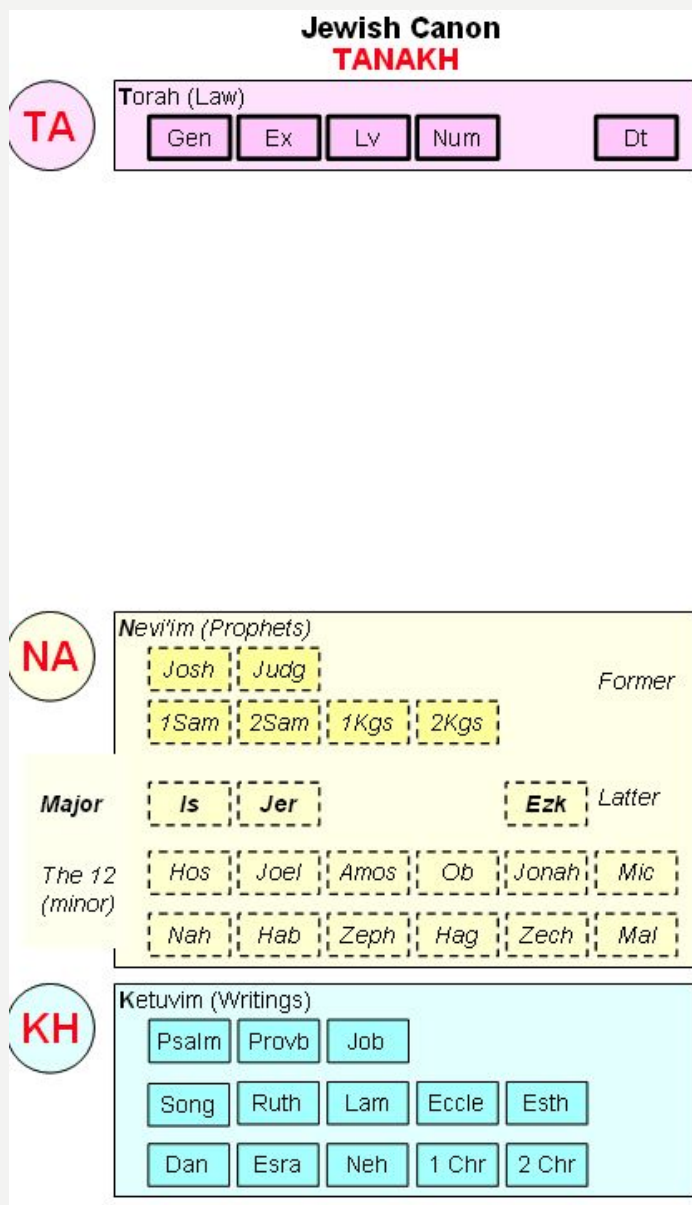 Jewish Canon
TANAKH
TA
Torah (Law)
Gen Ex Lv Num Dt
NA
Nevi'im (Prophets)
Josh Judg
Former
1Sam 2Sam 1Kgs 2Kgs
Major Is Jer Ezk Latter
The 12 (minor)
Hos Joel Amos Ob Jonah Mic
Nah Hab Zeph Hag Zech Mal
KH
Ketuvim (Writings)
Psalm Provb Job
Song Ruth Lam Eccle Esth
Dan Esra Neh 1 Chr 2 Chr